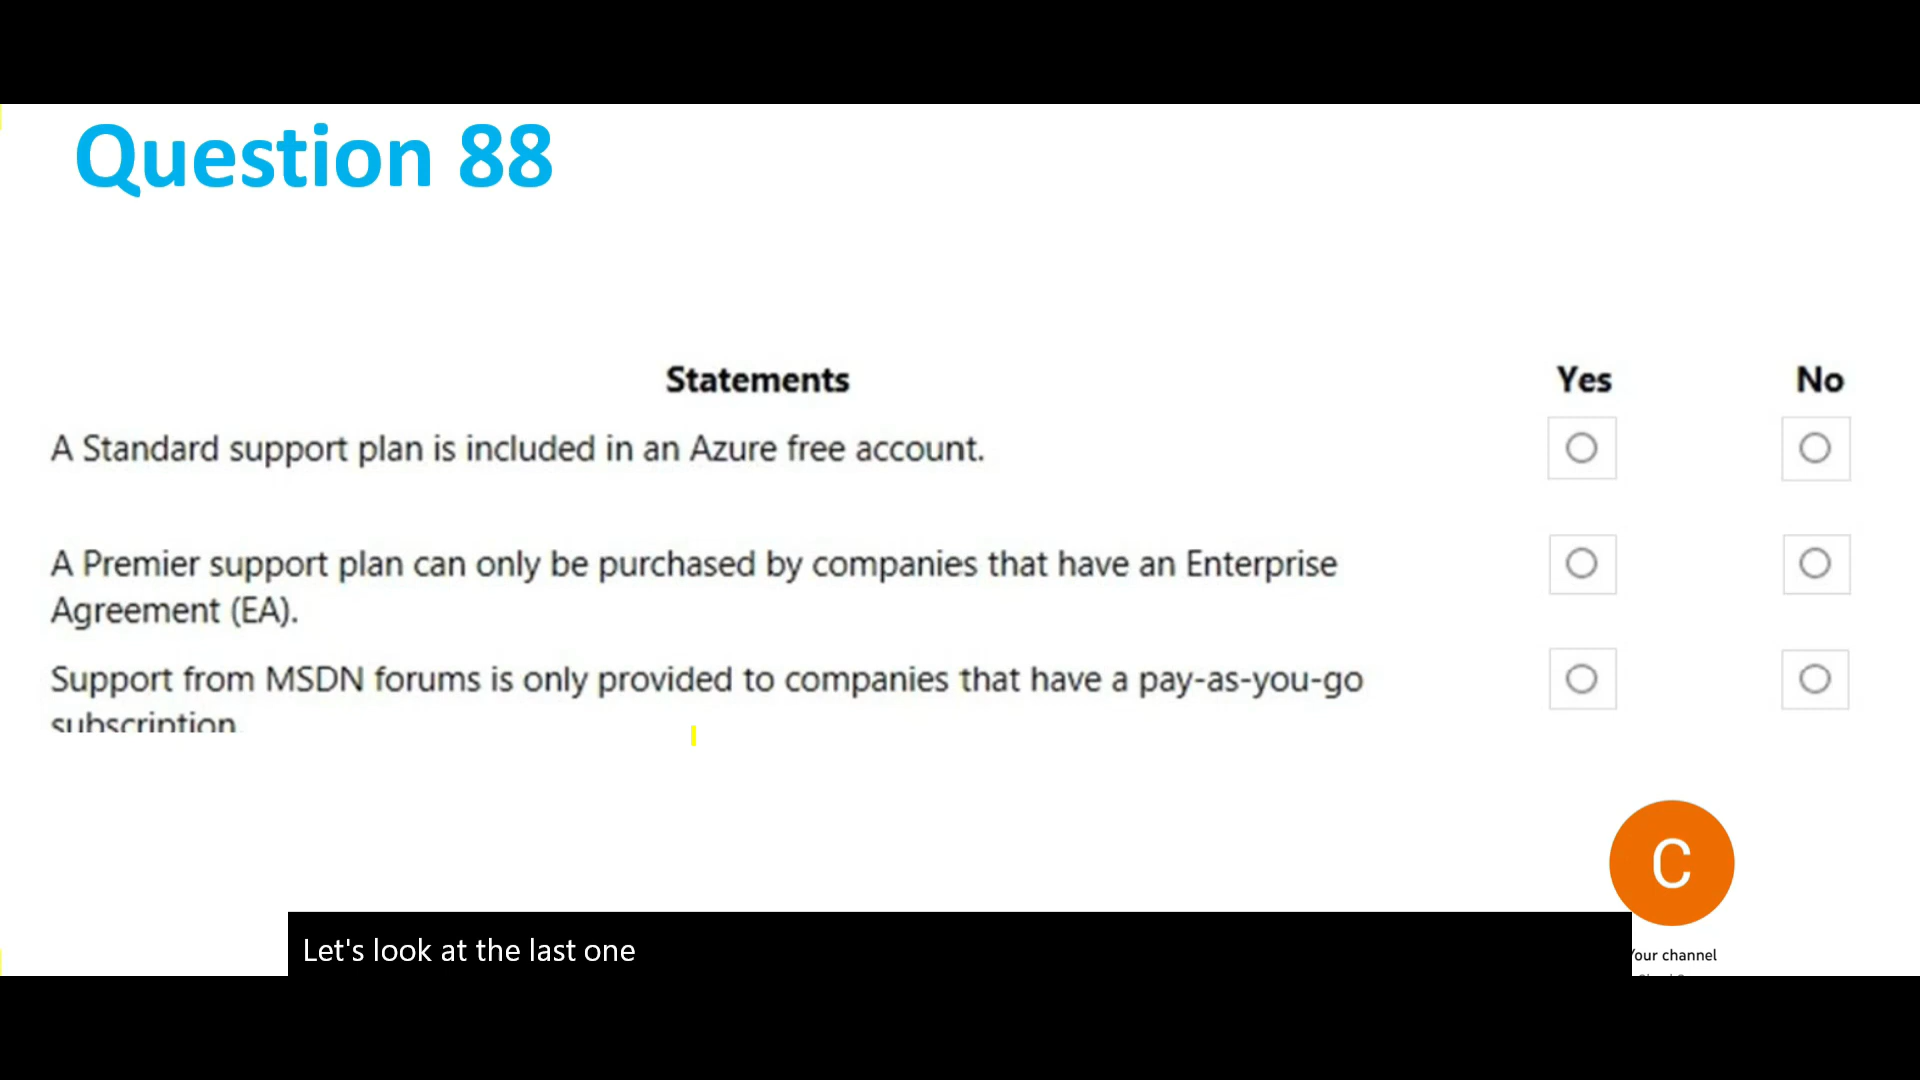 Question 88
Statements Yes No
A Standard support plan is included in an Azure free account.
A Premier support plan can only be purchased by companies that have an Enterprise
Agreement (EA).
Support from MSDN forums is only provided to companies that have a pay-as-you-go
subscription.
C
Let's look at the last one
Your channel